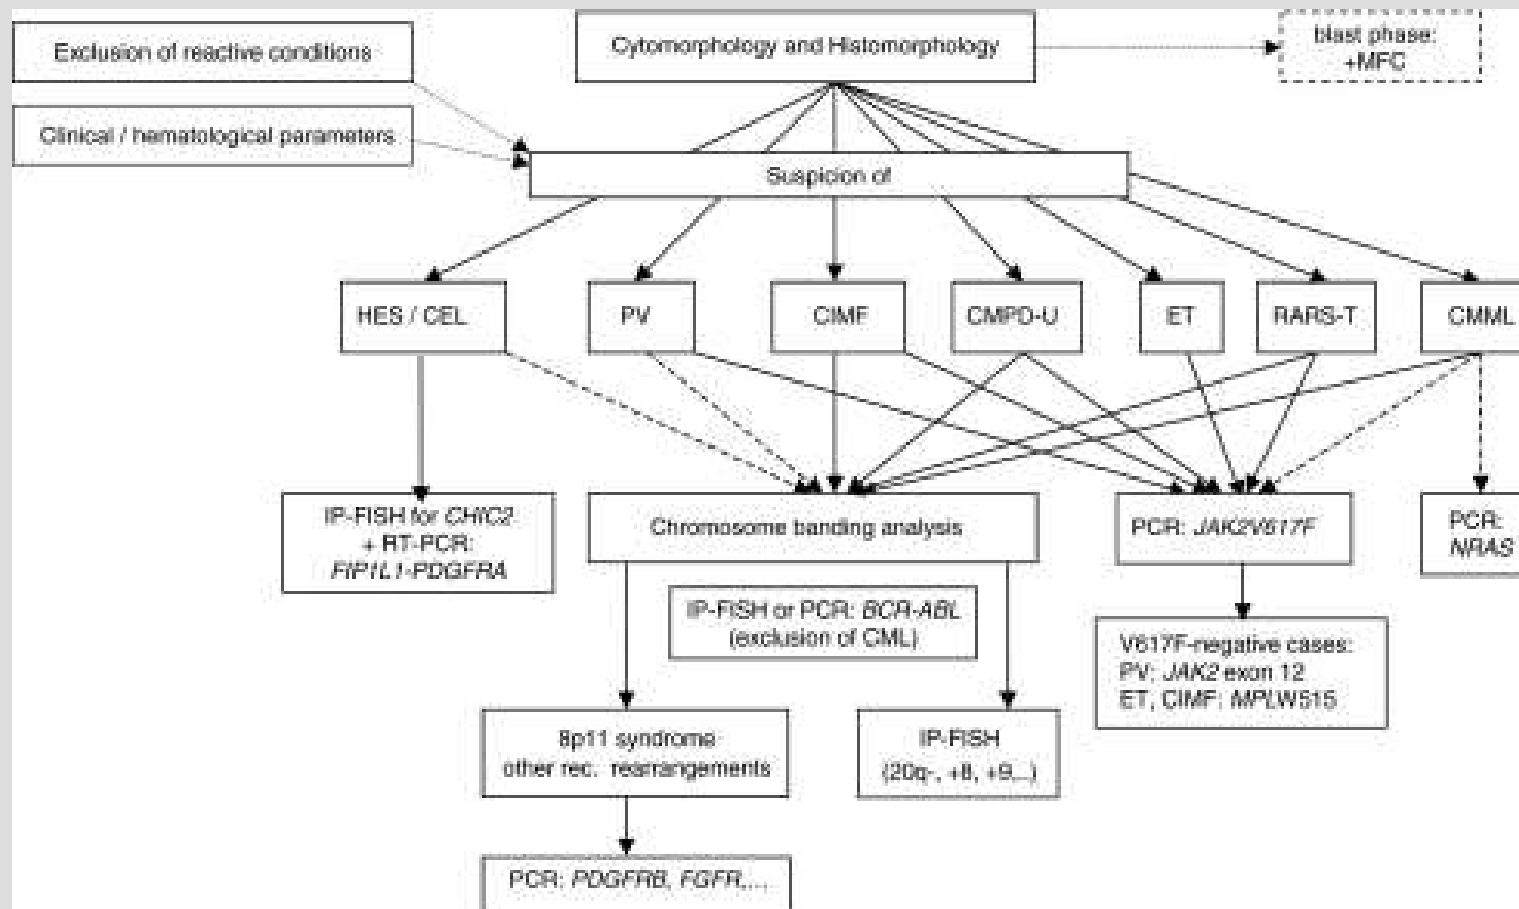 Exclusion of reactive conditions
Cytomorphology and Histomorphology
blast phase:
+MFC
Clinical / hematological parameters
Suspicion of
HES / CEL
PV
CIMF
CMPD-U
ET
RARS-T
CMML
IP-FISH for CHIC2
+ RT-PCR:
FIP1L1-PDGFRA
Chromosome banding analysis
PCR: JAK2V617F
PCR:
NRAS
IP-FISH or PCR: BCR-ABL
(exclusion of CML)
V617F-negative cases:
PV: JAK2 exon 12
ET, CIMF: MPLW515
8p11 syndrome
other rec. rearrangements
IP-FISH
(20q-, +8, +9,..)
PCR: PDGFRB, FGFR,...